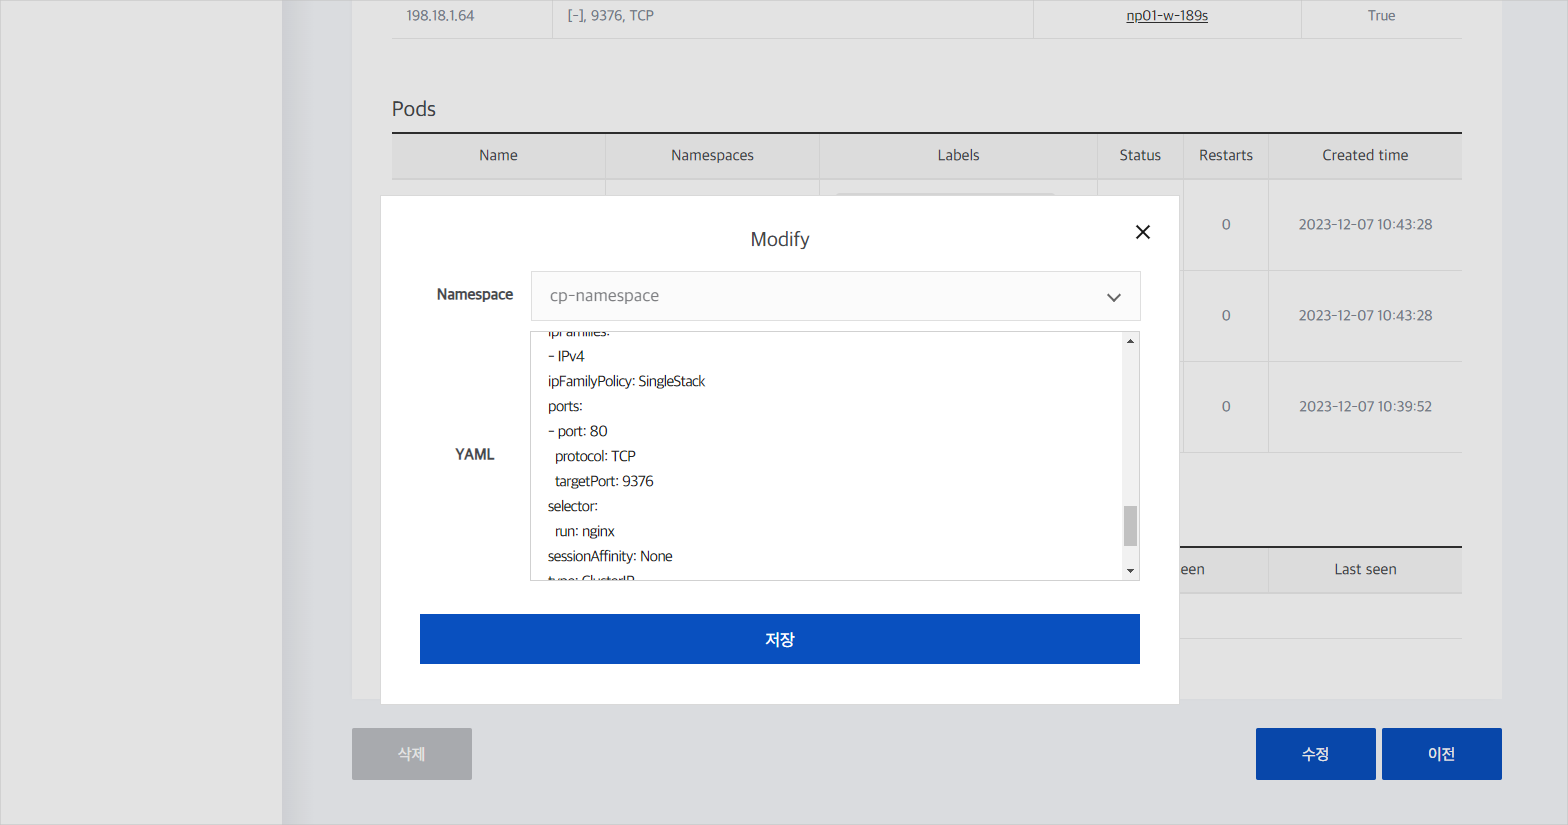 198.18.1.64 [-], 9376, TCP np01-w-189s True
Pods
Name Namespaces Labels Status Restarts Created time
0 2023-12-07 10:43:28
0 2023-12-07 10:43:28
0 2023-12-07 10:39:52
Modify
Namespace cp-namespace
YAML
ipFamilies:
- IPv4
ipFamilyPolicy: SingleStack
ports:
- port: 80
protocol: TCP
targetPort: 9376
selector:
run: nginx
sessionAffinity: None
type: ClusterIP
저장
een Last seen
삭제 수정 이전